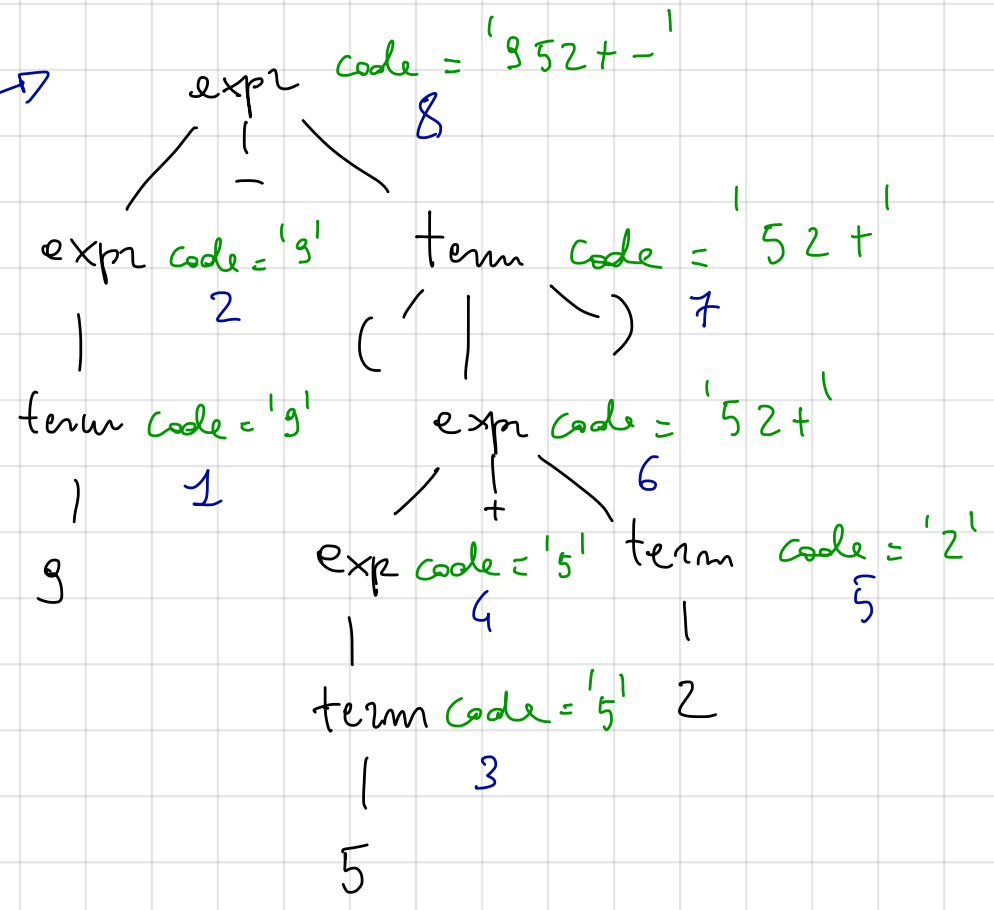 expr code = '952+-'
8
-
expr code = '9' term code = '52+'
2 7
( )
term code = '9' expr code = '52+'
1 6
+
9 exp code = '5' term code = '2'
4 5
term code = '5' 2
3
5